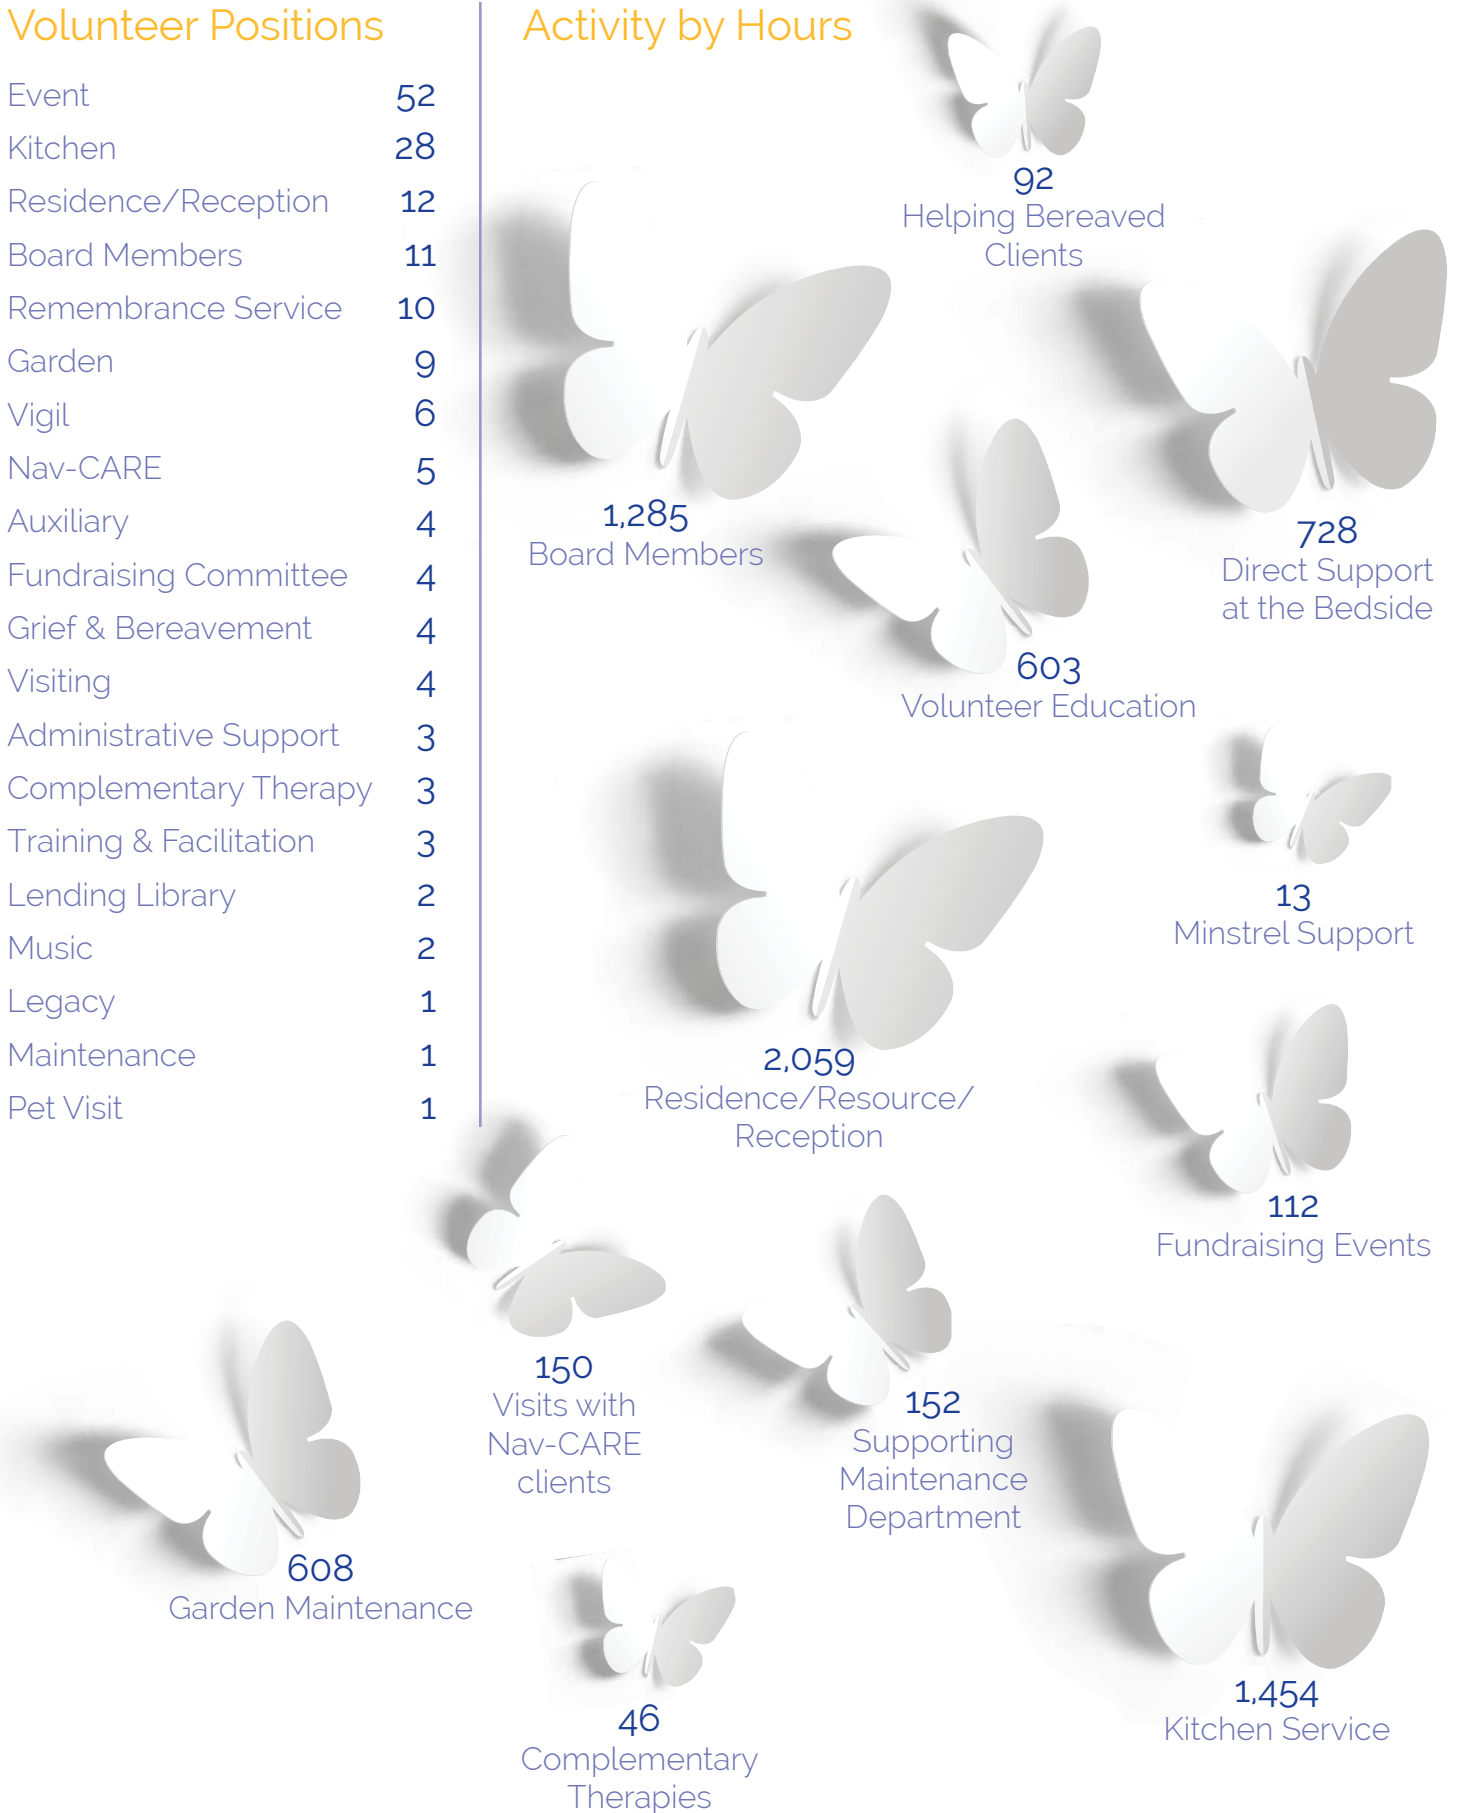 Volunteer Positions
Event 52
Kitchen 28
Residence/Reception 12
Board Members 11
Remembrance Service 10
Garden 9
Vigil 6
Nav-CARE 5
Auxiliary 4
Fundraising Committee 4
Grief & Bereavement 4
Visiting 4
Administrative Support 3
Complementary Therapy 3
Training & Facilitation 3
Lending Library 2
Music 2
Legacy 1
Maintenance 1
Pet Visit 1
Activity by Hours
92
Helping Bereaved
Clients
1,285
Board Members
728
Direct Support
at the Bedside
603
Volunteer Education
13
Minstrel Support
2,059
Residence/Resource/
Reception
112
Fundraising Events
150
Visits with
Nav-CARE
clients
152
Supporting
Maintenance
Department
608
Garden Maintenance
46
Complementary
Therapies
1,454
Kitchen Service